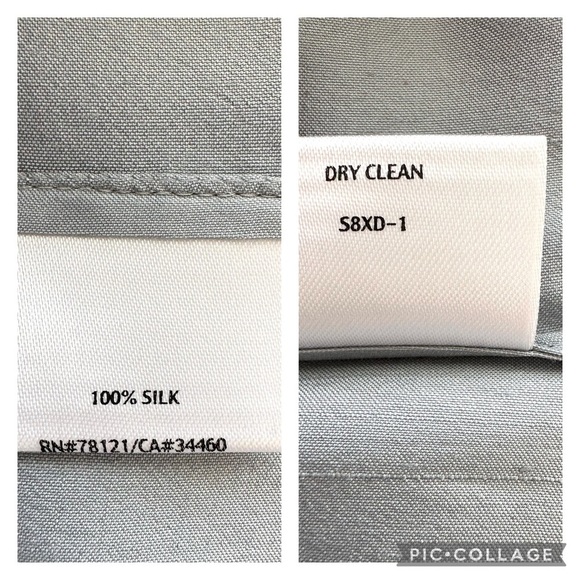 100% SILK
RN#78121/CA#34460
DRY CLEAN
S8XD-1
PIC•COLLAGE